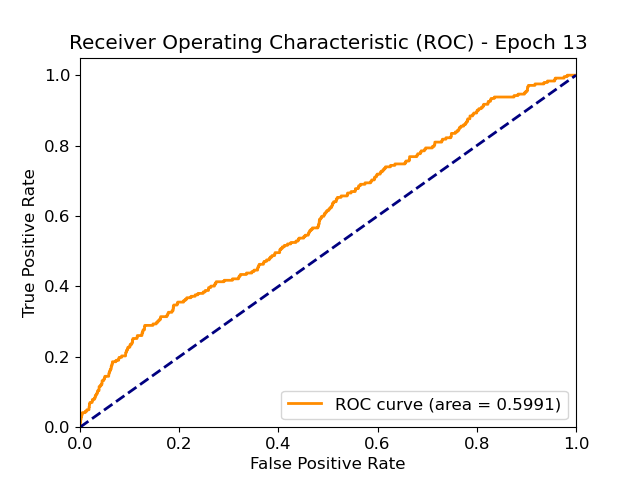 Receiver Operating Characteristic (ROC) - Epoch 13
True Positive Rate
1.0
0.8
0.6
0.4
0.2
0.0
ROC curve (area = 0.5991)
0.0 0.2 0.4 0.6 0.8 1.0
False Positive Rate